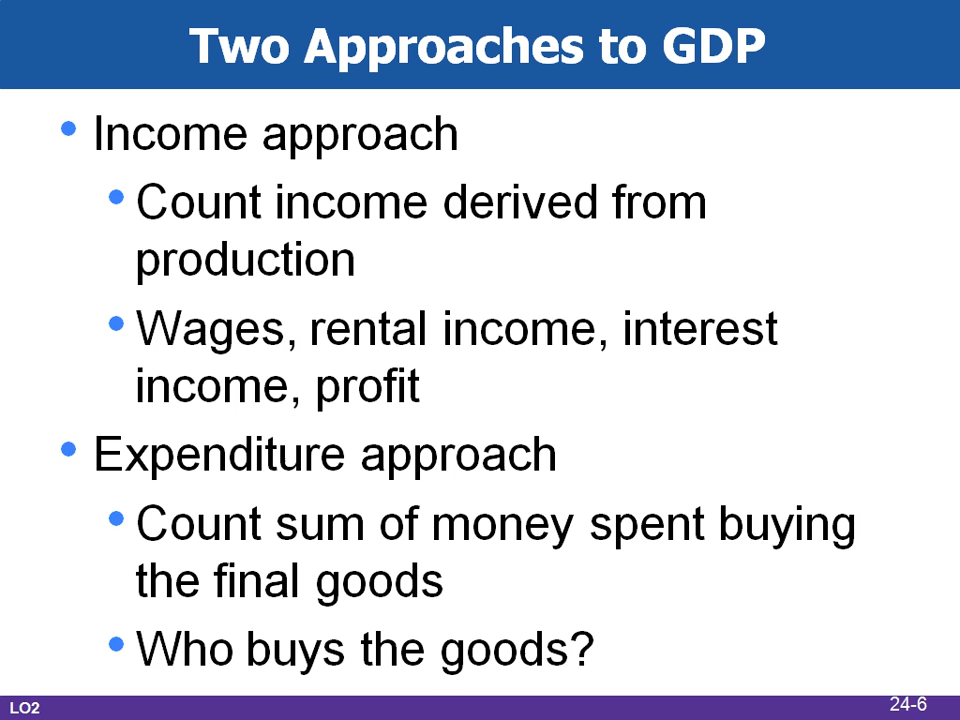 Two Approaches to GDP
• Income approach
• Count income derived from
production
• Wages, rental income, interest
income, profit
• Expenditure approach
• Count sum of money spent buying
the final goods
• Who buys the goods?
LO2
24-6